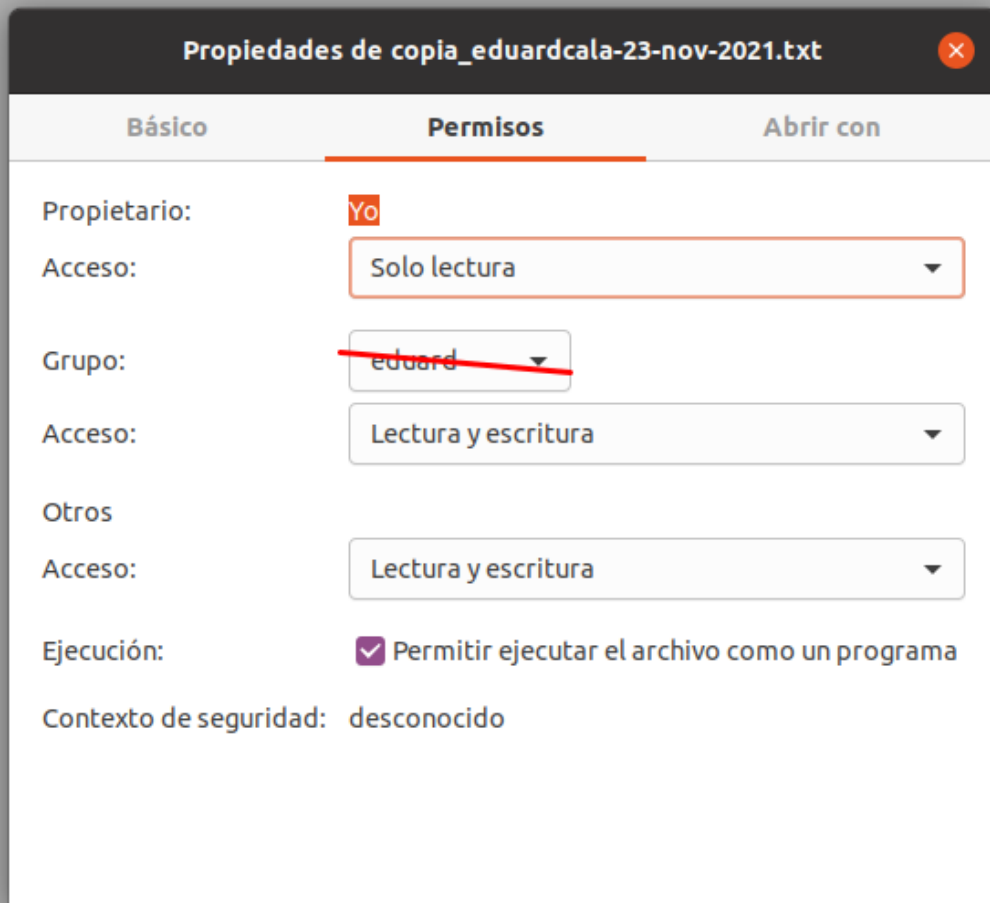 Propiedades de copia_eduardcala-23-nov-2021.txt
Básico Permisos Abrir con
Propietario: Yo
Acceso: Solo lectura
Grupo: eduard
Acceso: Lectura y escritura
Otros
Acceso: Lectura y escritura
Ejecución: Permitir ejecutar el archivo como un programa
Contexto de seguridad: desconocido